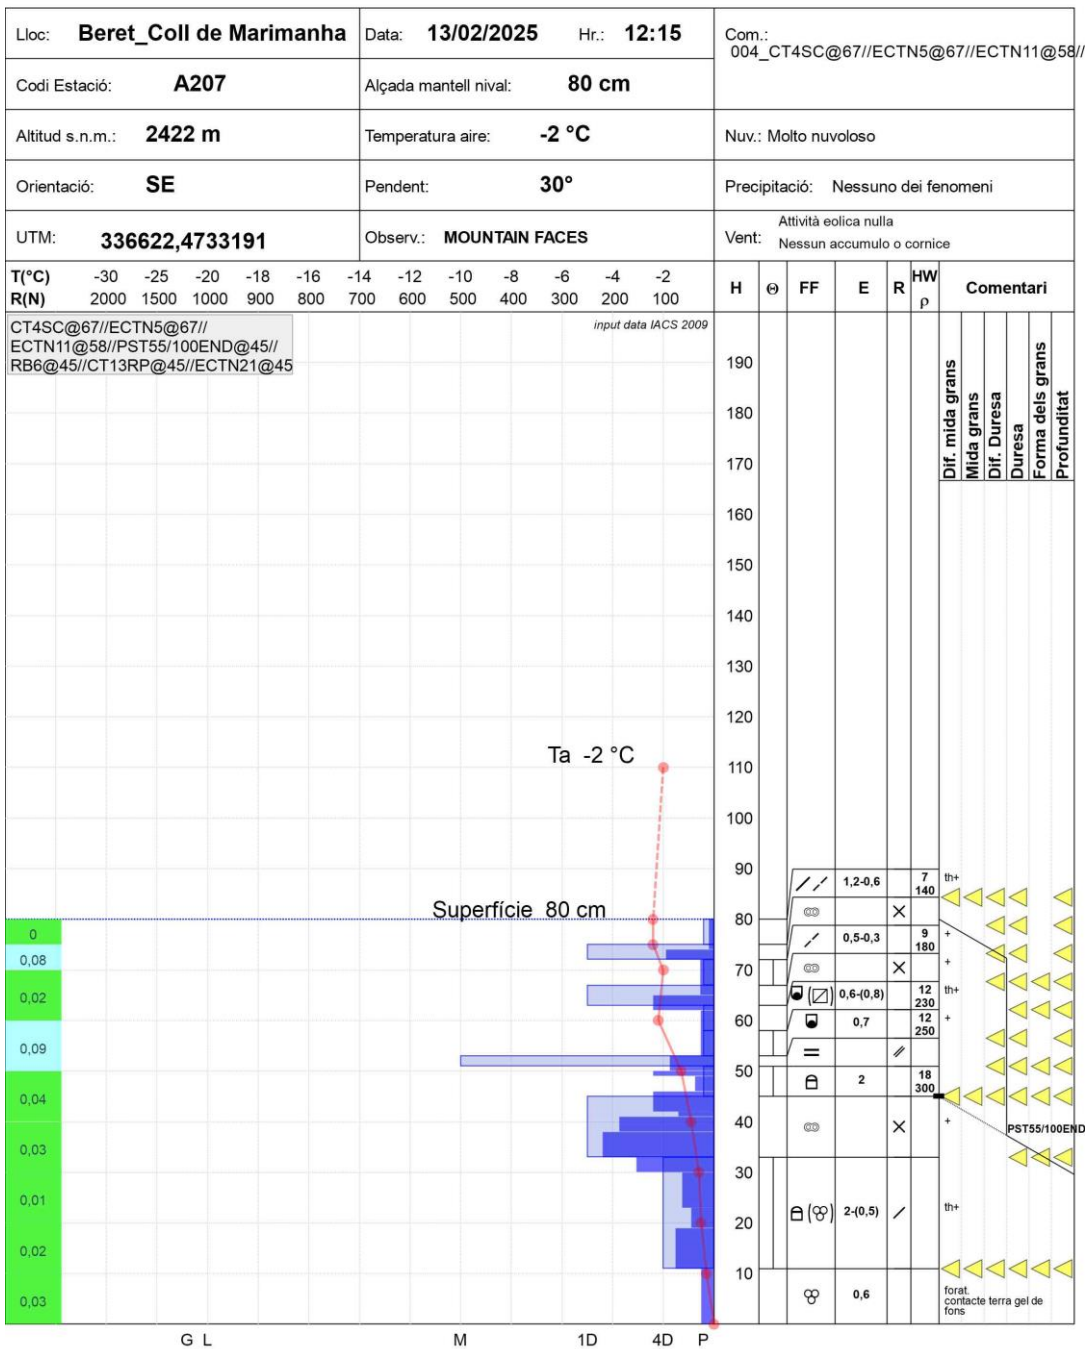 Lloc: Beret_Coll de Marimanha Data: 13/02/2025 Hr.: 12:15 Com.:
004_CT4SC@67//ECTN5@67//ECTN11@58//
Codi Estació: A207 Alçada mantell nival: 80 cm
Altitud s.n.m.: 2422 m Temperatura aire: -2 °C Nuv.: Molto nuvoloso
Orientació: SE Pendent: 30° Precipitació: Nessuno dei fenomeni
UTM: 336622,4733191 Observ.: MOUNTAIN FACES Vent: Attività eolica nulla
Nessun accumulo o cornice
T(°C) -30 -25 -20 -18 -16 -14 -12 -10 -8 -6 -4 -2
R(N) 2000 1500 1000 900 800 700 600 500 400 300 200 100
H Θ FF E R HW ρ Comentari
CT4SC@67//ECTN5@67//
ECTN11@58//PST55/100END@45//
RB6@45//CT13RP@45//ECTN21@45
input data IACS 2009
Dif. mida grans
Mida grans
Dif. Duresa
Duresa
Forma dels grans
Profunditat
190
180
170
160
150
140
130
120
Ta -2 °C
110
100
90
1,2-0,6 7 th+
140
Superfície 80 cm
80
0
0,5-0,3 9 +
180
0,08
70 +
0,02
0,6-(0,8) 12 th+
230
60 0,7 12 +
250
0,09
50 2 18
300
0,04
40 + PST55/100END
0,03
30
0,01
20 2-(0,5) th+
0,02
10
0,03
0,6 forat.
contacte terra gel de
fons
G L M 1D 4D P